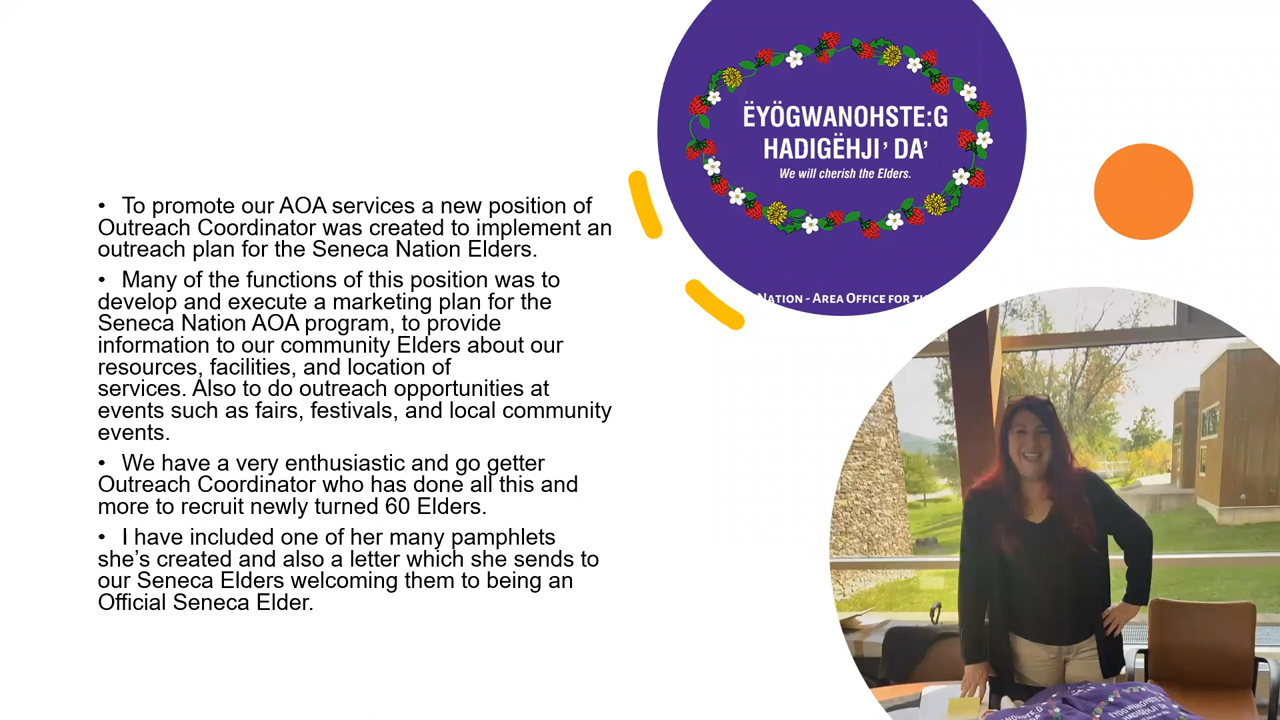 • To promote our AOA services a new position of
Outreach Coordinator was created to implement an
outreach plan for the Seneca Nation Elders.
• Many of the functions of this position was to
develop and execute a marketing plan for the
Seneca Nation AOA program, to provide
information to our community Elders about our
resources, facilities, and location of
services. Also to do outreach opportunities at
events such as fairs, festivals, and local community
events.
• We have a very enthusiastic and go getter
Outreach Coordinator who has done all this and
more to recruit newly turned 60 Elders.
• I have included one of her many pamphlets
she’s created and also a letter which she sends to
our Seneca Elders welcoming them to being an
Official Seneca Elder.
ËYÖGWANOHSTE:G
HADIGËHJI’ DA’
We will cherish the Elders.
Nation - Area Office for
ËYÖGWANOHSTE:G
HADIGËHJI’ DA’